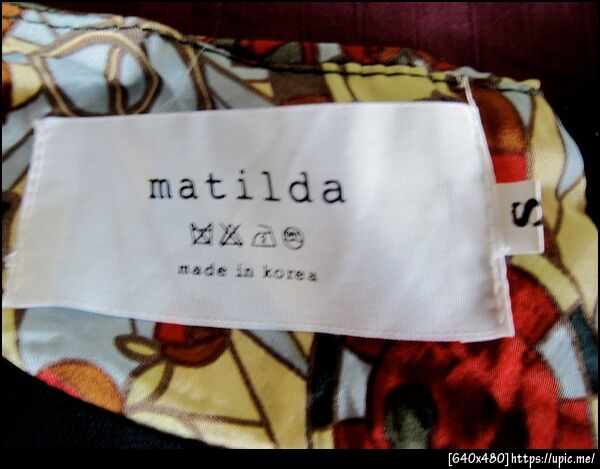 matilda
made in korea
S
[640x480]https://upic.me/